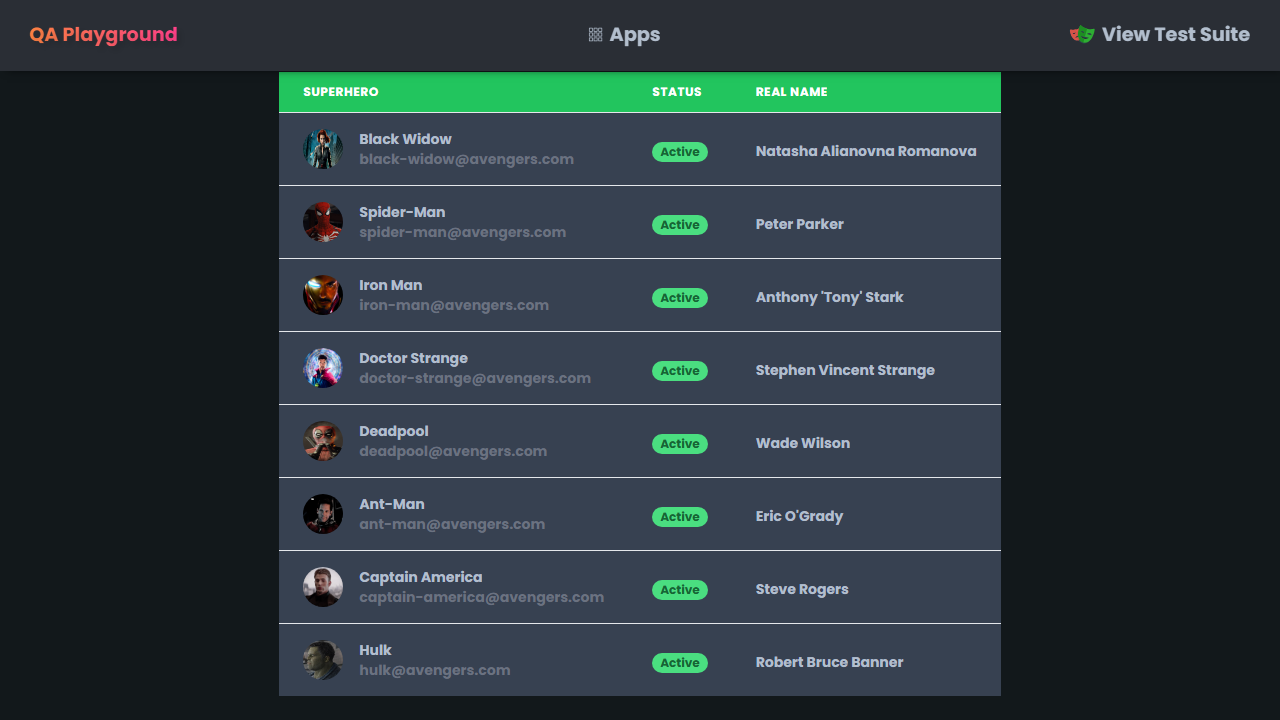 QA Playground
Apps
View Test Suite
SUPERHERO STATUS REAL NAME
Black Widow
black-widow@avengers.com
Active
Natasha Alianovna Romanova
Spider-Man
spider-man@avengers.com
Active
Peter Parker
Iron Man
iron-man@avengers.com
Active
Anthony 'Tony' Stark
Doctor Strange
doctor-strange@avengers.com
Active
Stephen Vincent Strange
Deadpool
deadpool@avengers.com
Active
Wade Wilson
Ant-Man
ant-man@avengers.com
Active
Eric O'Grady
Captain America
captain-america@avengers.com
Active
Steve Rogers
Hulk
hulk@avengers.com
Active
Robert Bruce Banner